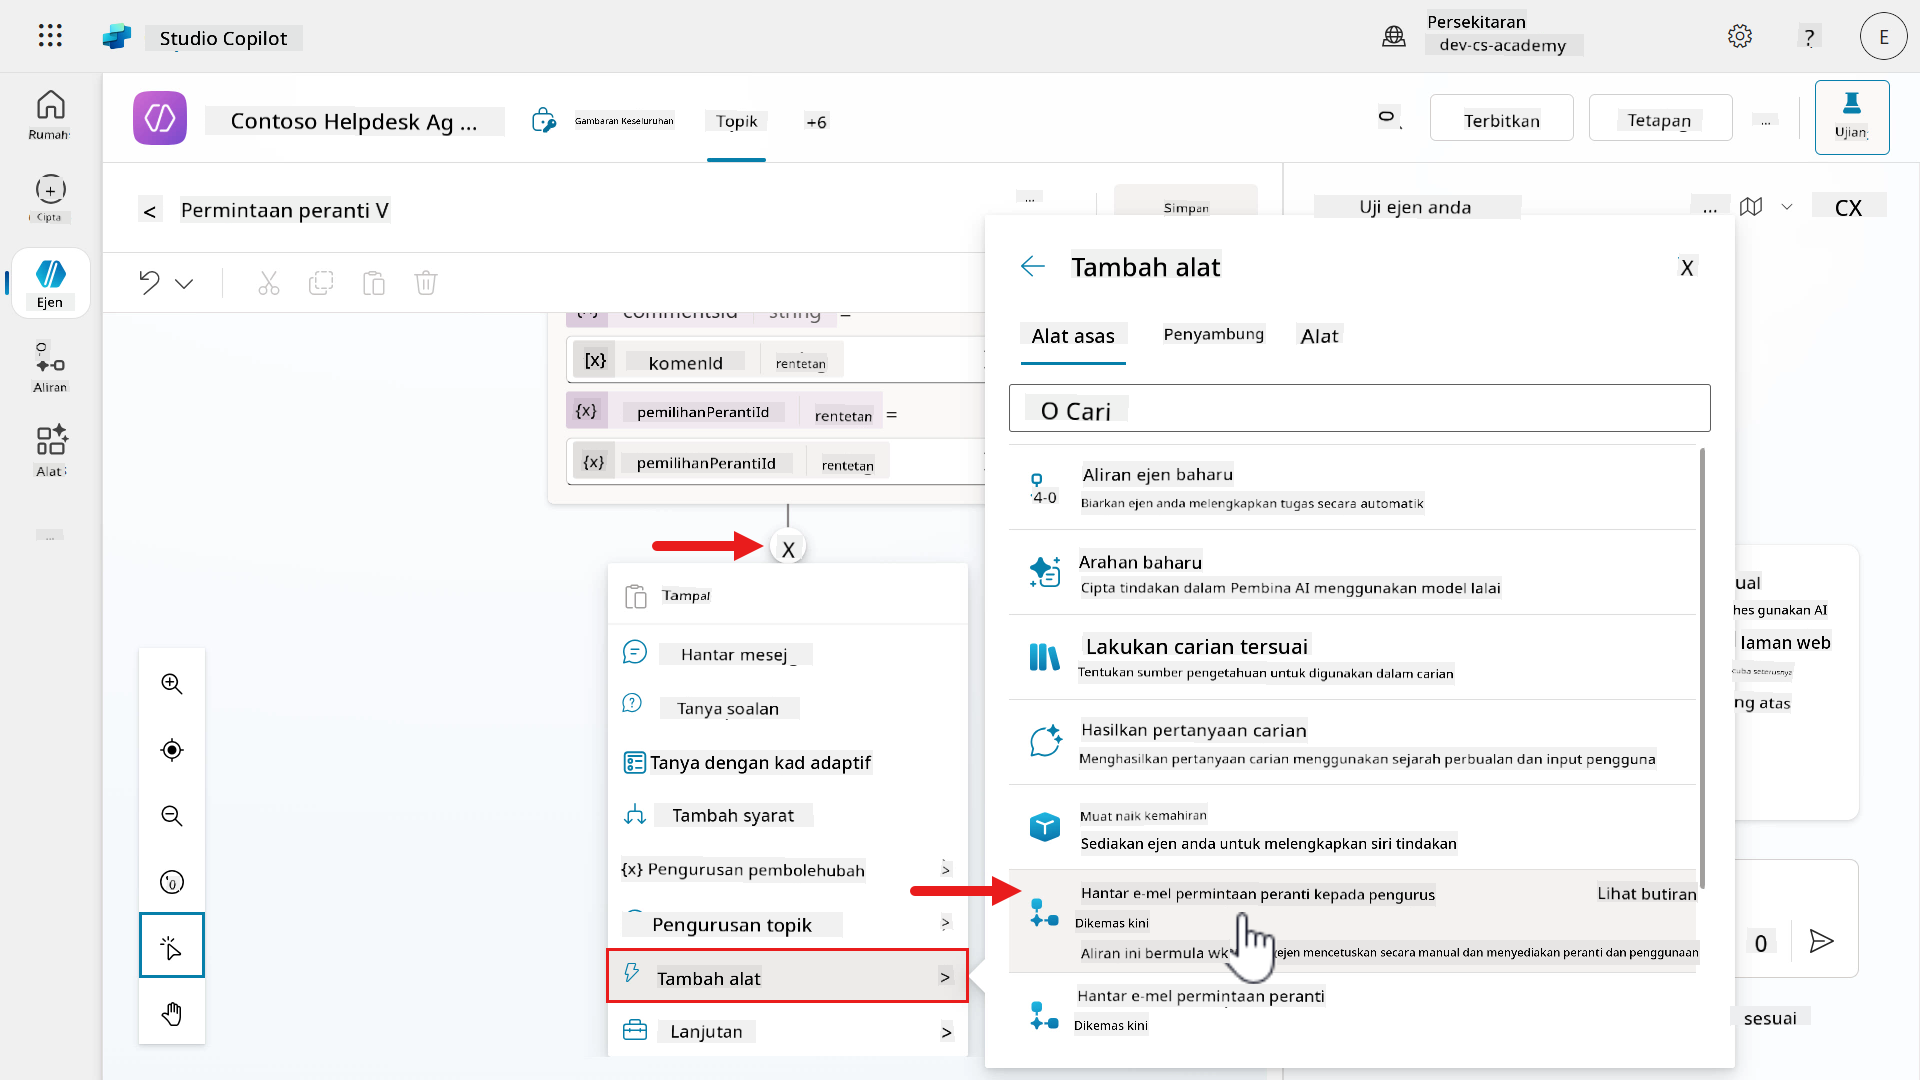 Studio Copilot
Persekitaran
dev-cs-academy
?
E
Rumah
Cipta
Ejen
Aliran
Alat
...
Contoso Helpdesk Ag ...
Gambaran Keseluruhan
Topik
+6
Terbitkan
Tetapan
...
Ujian
< Permintaan peranti V
...
Simpan
Uji ejen anda
...
CX
commentsId string =
[x] komenId rentetan
{x} pemilihanPerantiId rentetan =
{x} pemilihanPerantiId rentetan
X
Tampal
Hantar mesej
Tanya soalan
Tanya dengan kad adaptif
Tambah syarat
{x} Pengurusan pembolehubah >
Pengurusan topik >
Tambah alat >
Lanjutan >
Tambah alat
X
Alat asas
Penyambung
Alat
O Cari
Aliran ejen baharu
Biarkan ejen anda melengkapkan tugas secara automatik
Arahan baharu
Cipta tindakan dalam Pembina AI menggunakan model lalai
Lakukan carian tersuai
Tentukan sumber pengetahuan untuk digunakan dalam carian
Hasilkan pertanyaan carian
Menghasilkan pertanyaan carian menggunakan sejarah perbualan dan input pengguna
Muat naik kemahiran
Sediakan ejen anda untuk melengkapkan siri tindakan
Hantar e-mel permintaan peranti kepada pengurus
Lihat butiran
Dikemas kini
Aliran ini bermula ejen mencetuskan secara manual dan menyediakan peranti dan penggunaan
Hantar e-mel permintaan peranti
Dikemas kini
ual
hes gunakan AI
laman web
cuba seterusnya
ng atas
0
sesuai